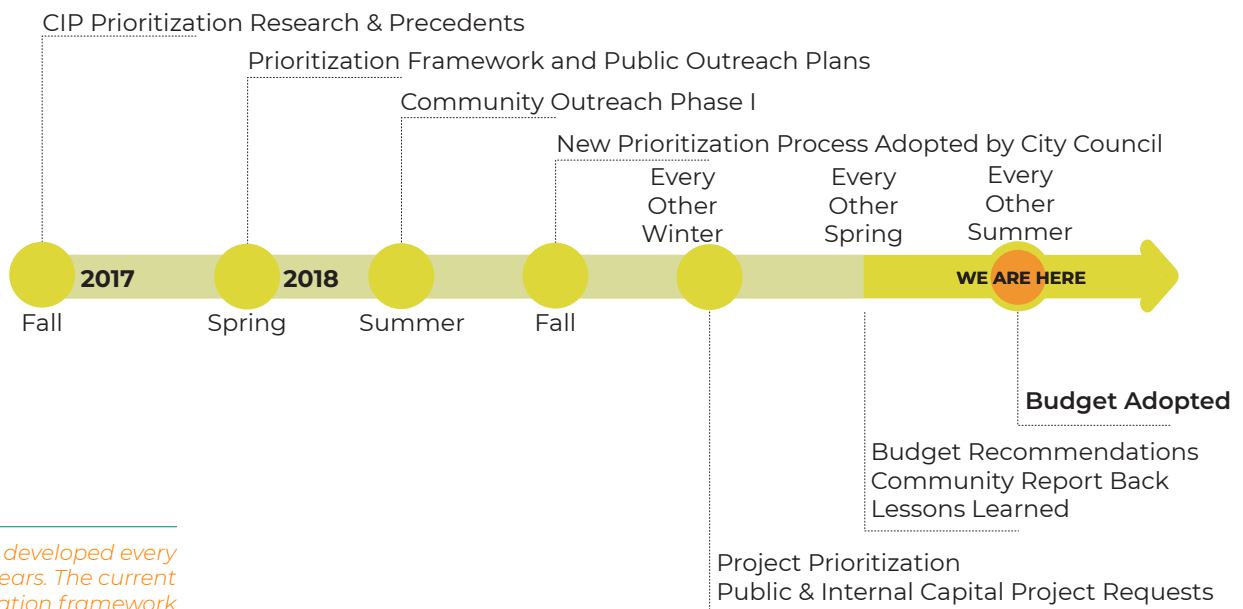 CIP Prioritization Research & Precedents
Prioritization Framework and Public Outreach Plans
Community Outreach Phase I
New Prioritization Process Adopted by City Council
Every
Other
Winter
Every
Other
Spring
Every
Other
Summer
2017
2018
WE ARE HERE
Fall
Spring
Summer
Fall
Budget Adopted
Budget Recommendations
Community Report Back
Lessons Learned
Project Prioritization
Public & Internal Capital Project Requests
developed every
ears. The current
ation framework